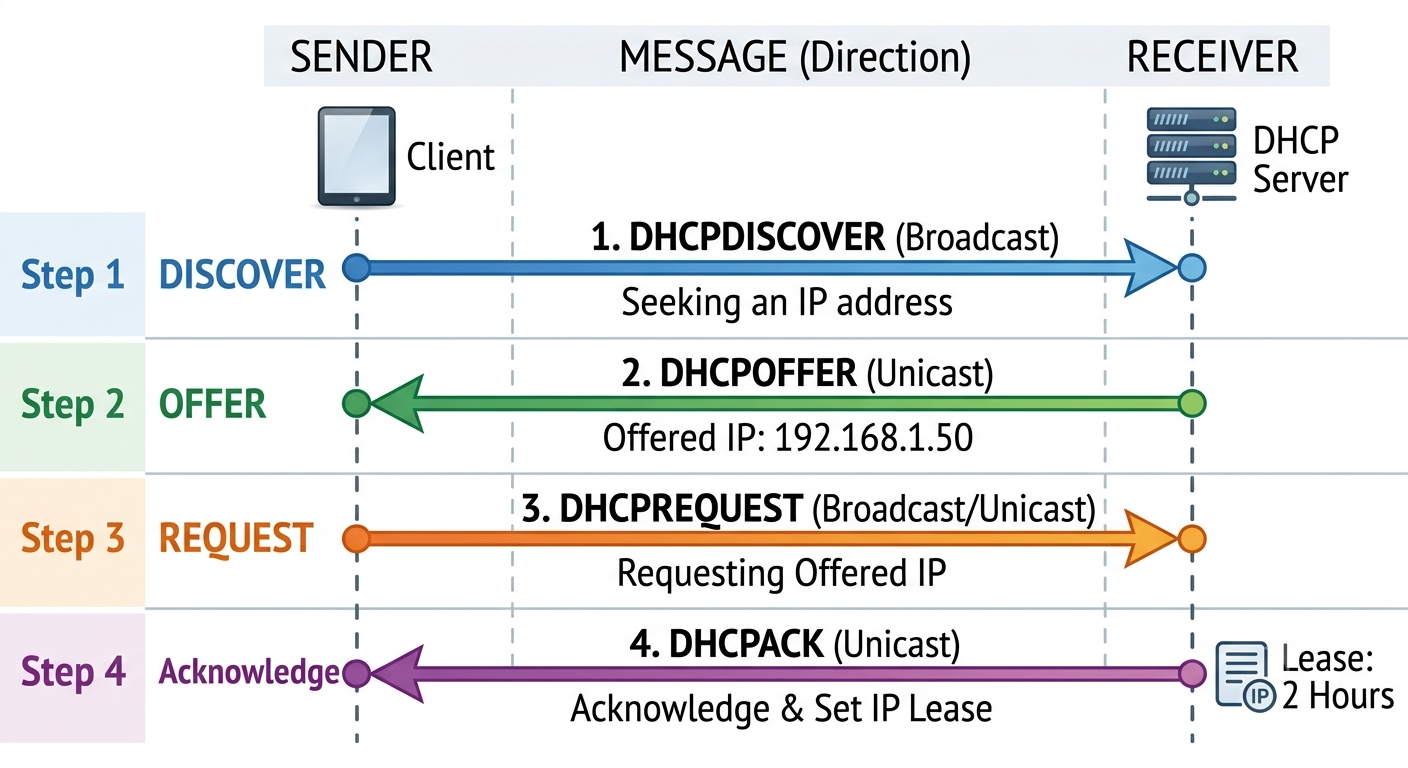 SENDER MESSAGE (Direction) RECEIVER
Client
DHCP
Server
Step 1 DISCOVER
1. DHCPDISCOVER (Broadcast)
Seeking an IP address
Step 2 OFFER
2. DHCPOFFER (Unicast)
Offered IP: 192.168.1.50
Step 3 REQUEST
3. DHCPREQUEST (Broadcast/Unicast)
Requesting Offered IP
Step 4 Acknowledge
4. DHCPACK (Unicast)
Acknowledge & Set IP Lease
IP
Lease:
2 Hours